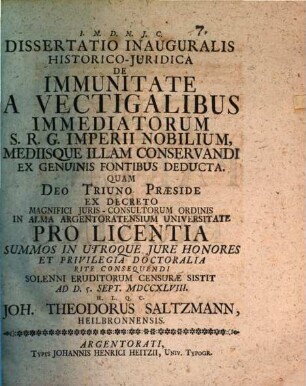 I. N. D. N. J. C.
7.
DISSERTATIO INAUGURALIS
HISTORICO-JURIDICA
DE
IMMUNITATE
A VECTIGALIBUS
IMMEDIATORUM
S. R. G. IMPERII NOBILIUM,
MEDIISQUE ILLAM CONSERVANDI
EX GENUINIS FONTIBUS DEDUCTA.
QUAM
DEO TRIUNO PRÆSIDE
EX DECRETO
MAGNIFICI JURIS-CONSULTORUM ORDINIS
IN ALMA ARGENTORATENSIUM UNIVERSITATE
PRO LICENTIA
SUMMOS IN UTROQUE JURE HONORES
ET PRIVILEGIA DOCTORALIA
RITE CONSEQUENDI
SOLENNI ERUDITORUM CENSURÆ SISTIT
AD D. 5. SEPT. MDCCXLVIII.
H. L. Q. C.
JOH. THEODORUS SALTZMANN,
HEILBRONNENSIS.
ARGENTORATI,
TYPIS JOHANNIS HENRICI HEITZII, UNIV. TYPOGR.